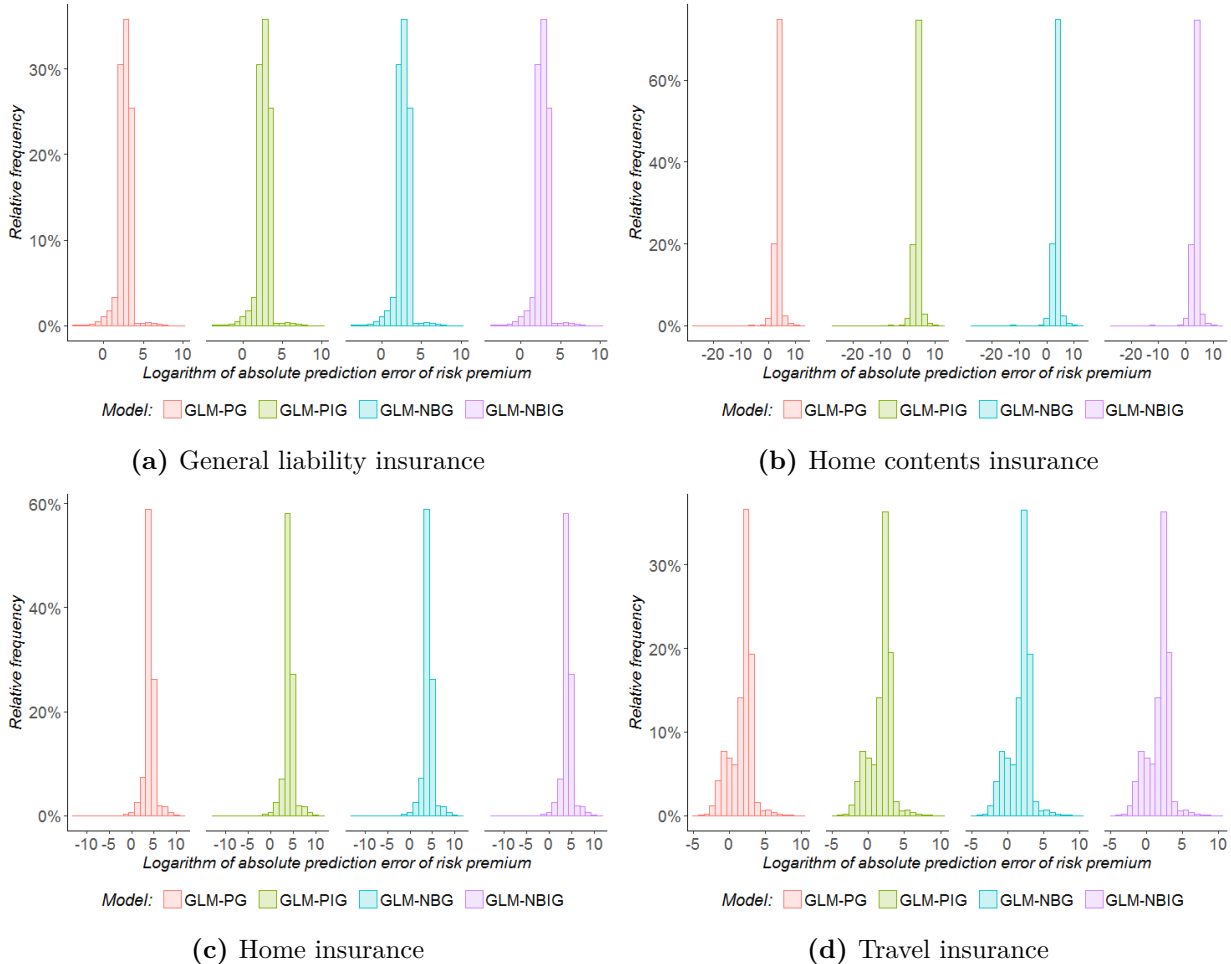 Relative frequency
30%
20%
10%
0%
0 5 10 0 5 10 0 5 10 0 5 10
Logarithm of absolute prediction error of risk premium
Model: GLM-PG GLM-PIG GLM-NBG GLM-NBIG
(a) General liability insurance
Relative frequency
60%
40%
20%
0%
-20 -10 0 10 -20 -10 0 10 -20 -10 0 10 -20 -10 0 10
Logarithm of absolute prediction error of risk premium
Model: GLM-PG GLM-PIG GLM-NBG GLM-NBIG
(b) Home contents insurance
Relative frequency
60%
40%
20%
0%
-10 -5 0 5 10 -10 -5 0 5 10 -10 -5 0 5 10 -10 -5 0 5 10
Logarithm of absolute prediction error of risk premium
Model: GLM-PG GLM-PIG GLM-NBG GLM-NBIG
(c) Home insurance
Relative frequency
30%
20%
10%
0%
-5 0 5 10 -5 0 5 10 -5 0 5 10 -5 0 5 10
Logarithm of absolute prediction error of risk premium
Model: GLM-PG GLM-PIG GLM-NBG GLM-NBIG
(d) Travel insurance